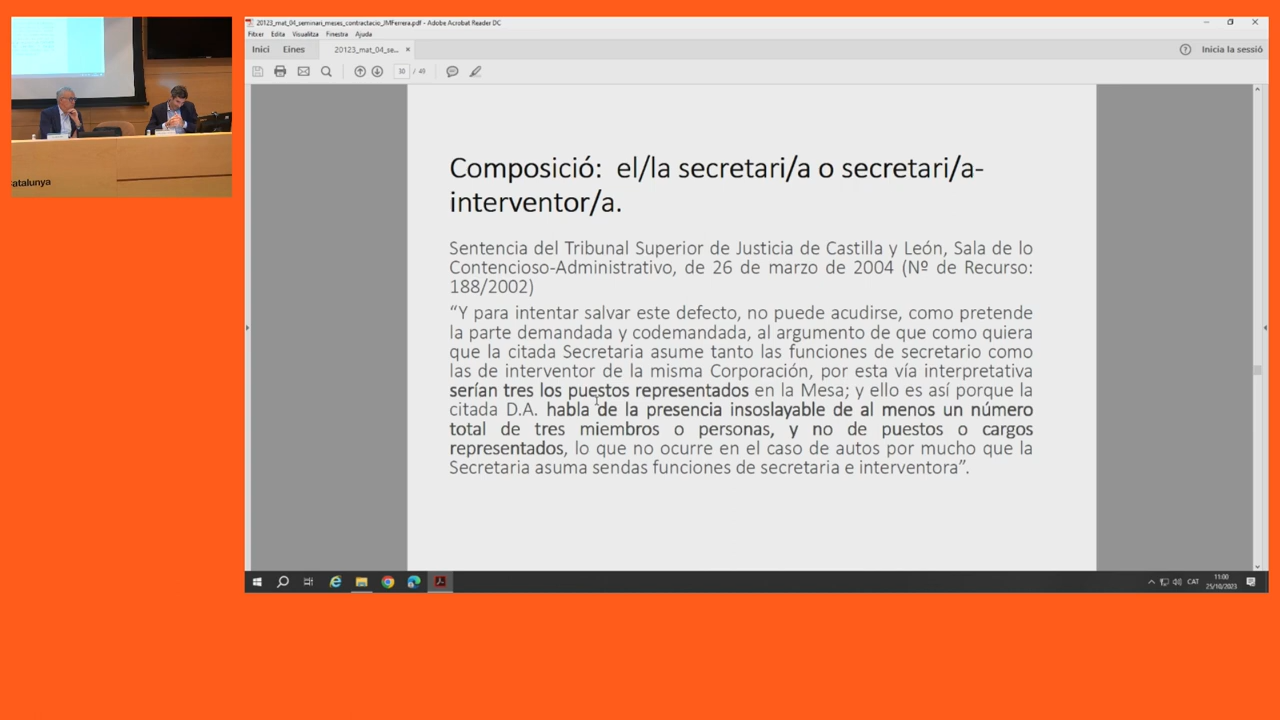 20123_mat_04_seminari_meses_contractacio_JMFerrera.pdf - Adobe Acrobat Reader DC
Fitxer Edita Visualitza Finestra Ajuda
Inici Eines 20123_mat_04_se... × Inicia la sessió
30 / 49
Composició: el/la secretari/a o secretari/a-
interventor/a.
Sentencia del Tribunal Superior de Justicia de Castilla y León, Sala de lo
Contencioso-Administrativo, de 26 de marzo de 2004 (Nº de Recurso:
188/2002)
“Y para intentar salvar este defecto, no puede acudirse, como pretende
la parte demandada y codemandada, al argumento de que como quiera
que la citada Secretaria asume tanto las funciones de secretario como
las de interventor de la misma Corporación, por esta vía interpretativa
serían tres los puestos representados en la Mesa; y ello es así porque la
citada D.A. habla de la presencia insoslayable de al menos un número
total de tres miembros o personas, y no de puestos o cargos
representados, lo que no ocurre en el caso de autos por mucho que la
Secretaria asuma sendas funciones de secretaria e interventora”.
CAT
11:00
25/10/2023
atalunya